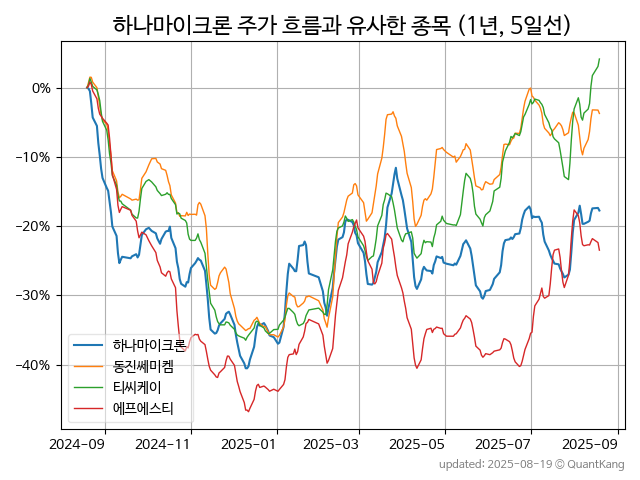 하나마이크론 주가 흐름과 유사한 종목 (1년, 5일선)
0%
−10%
−20%
−30%
−40%
하나마이크론
동진쎄미켐
티씨케이
에프에스티
2024-09
2024-11
2025-01
2025-03
2025-05
2025-07
2025-09
updated: 2025-08-19 © QuantKang